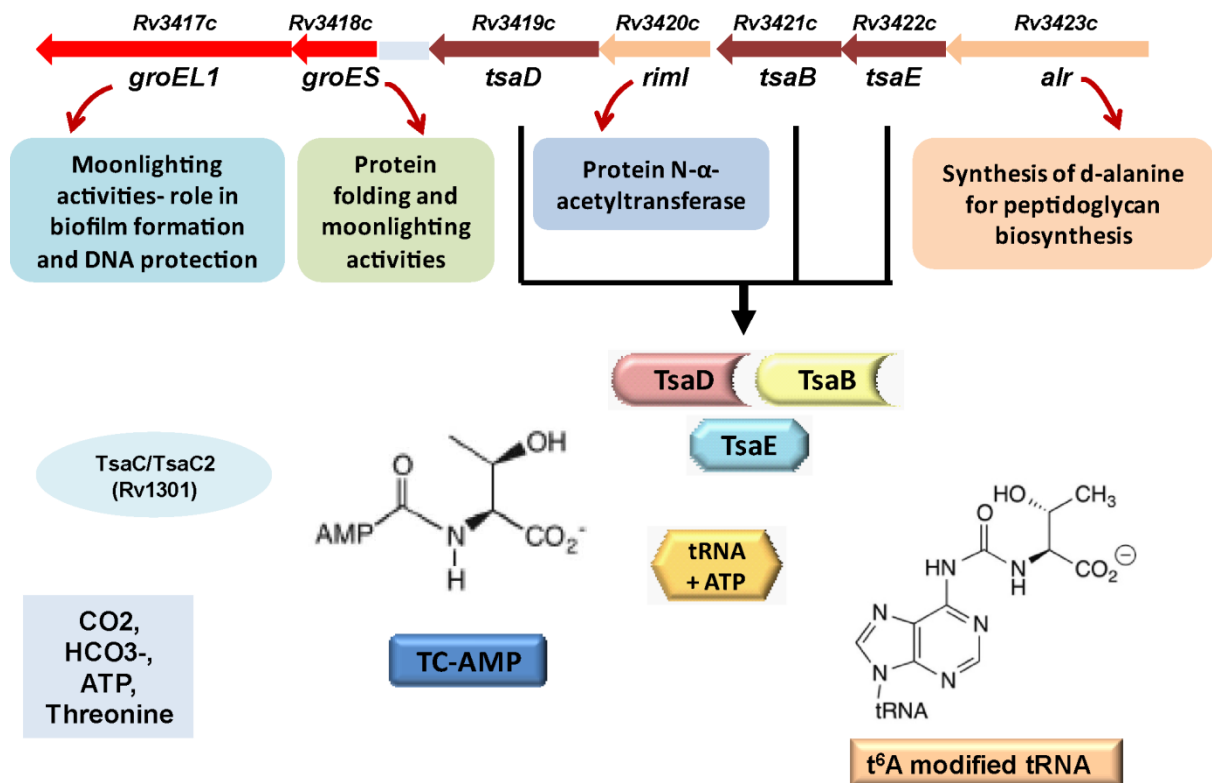 Rv3417c Rv3418c Rv3419c Rv3420c Rv3421c Rv3422c Rv3423c
groEL1 groES tsaD rimI tsaB tsaE alr
Moonlighting
activities- role in
biofilm formation
and DNA protection
Protein
folding and
moonlighting
activities
Protein N-α-
acetyltransferase
Synthesis of d-alanine
for peptidoglycan
biosynthesis
TsaD TsaB
TsaE
TsaC/TsaC2
(Rv1301)
OH
O
AMP N CO₂⁻
H
tRNA
+ ATP
HO CH₃
O
NH N CO₂⊖
H
N N
N N
tRNA
CO2,
HCO3-,
ATP,
Threonine
TC-AMP
t⁶A modified tRNA